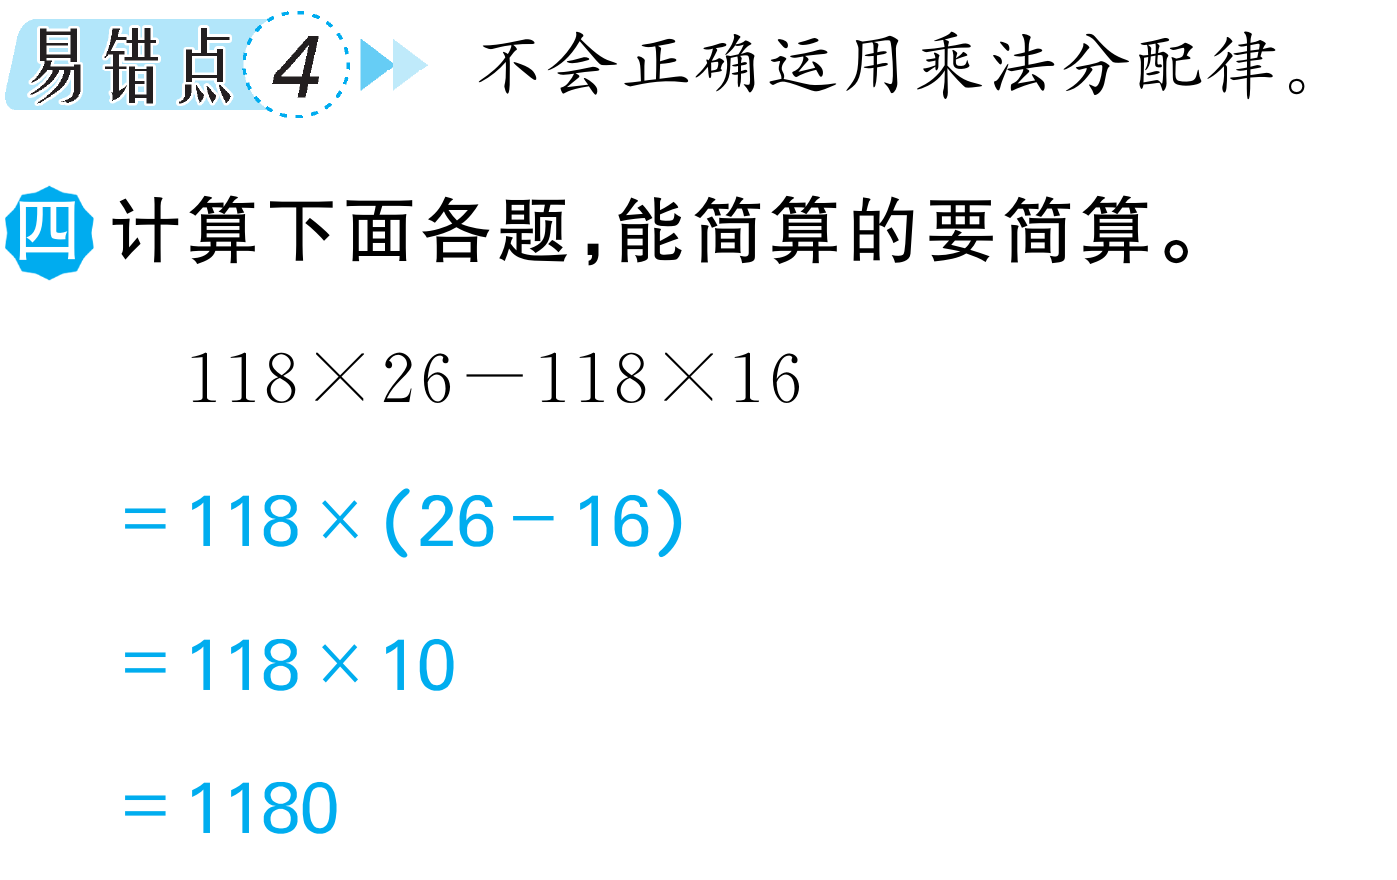 易错点4 不会正确运用乘法分配律。
四 计算下面各题,能简算的要简算。
118×26－118×16
=118×(26－16)
=118×10
=1180